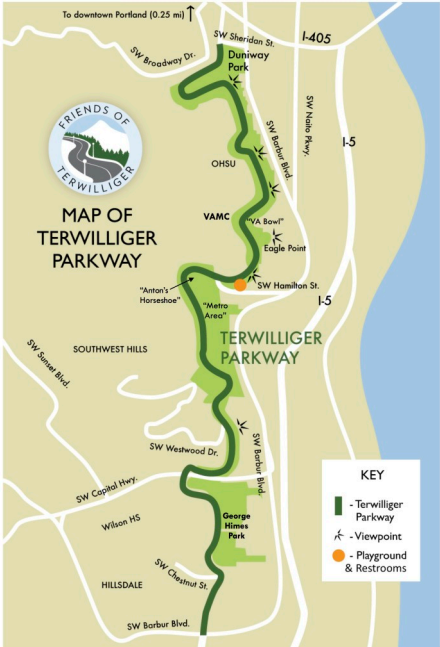 To downtown Portland (0.25 mi)
SW Sheridan St.
I-405
SW Broadway Dr.
Duniway
Park
FRIENDS OF
TERWILLIGER
SW Barbur Blvd.
SW Naito Pkwy.
I-5
OHSU
MAP OF
TERWILLIGER
PARKWAY
VAMC
"VA Bowl"
Eagle Point
SW Hamilton St.
"Anton's
Horseshoe"
"Metro
Area"
I-5
TERWILLIGER
PARKWAY
SOUTHWEST HILLS
SW Sunset Blvd.
SW Westwood Dr.
SW Barbur Blvd.
SW Capital Hwy.
Wilson HS
George
Himes
Park
SW Chestnut St.
HILLSDALE
SW Barbur Blvd.
KEY
- Terwilliger
Parkway
- Viewpoint
- Playground
& Restrooms